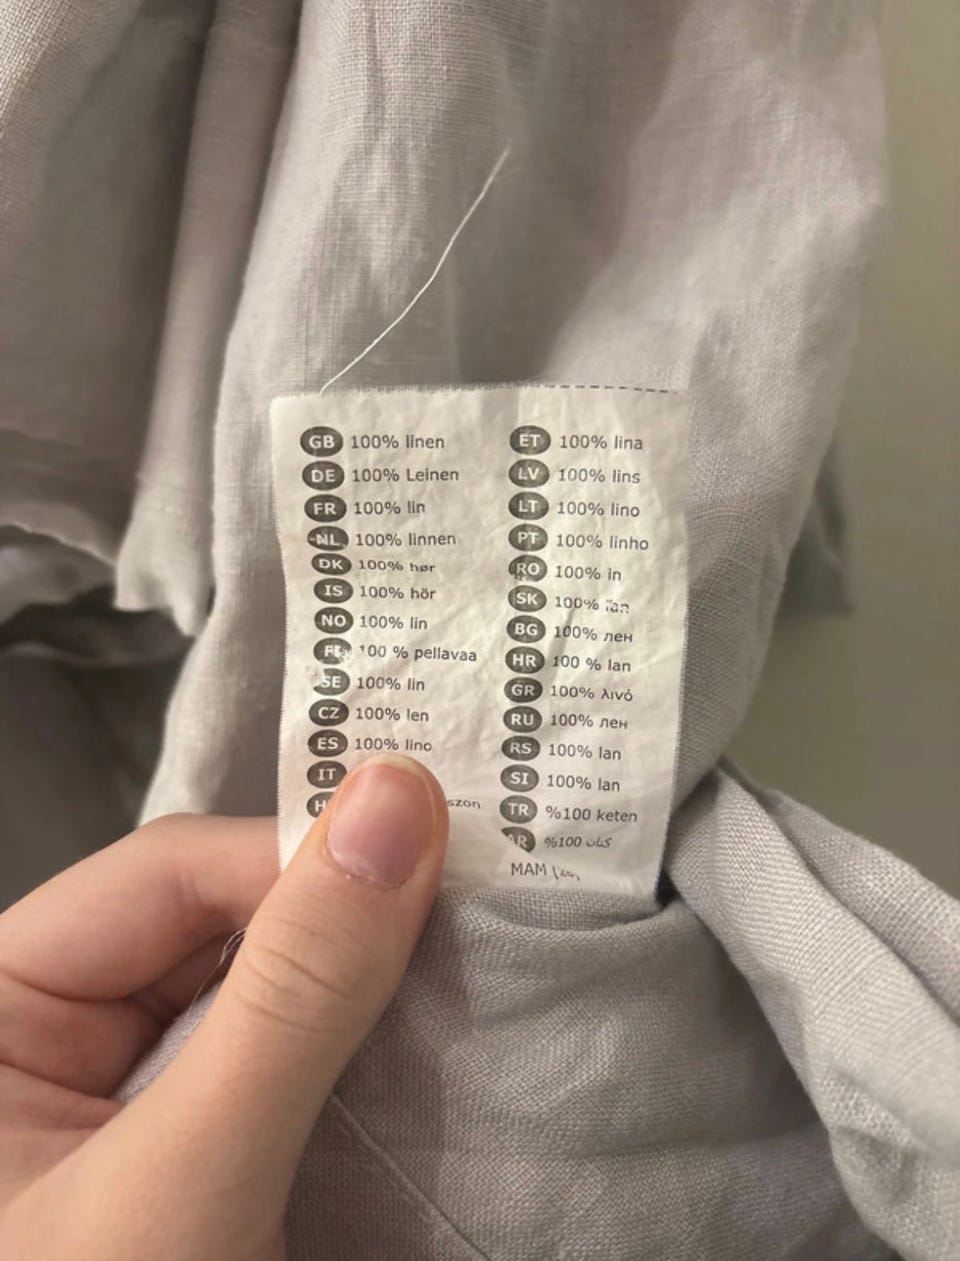 GB 100% linen
DE 100% Leinen
FR 100% lin
NL 100% linnen
DK 100% hør
IS 100% hör
NO 100% lin
FI 100 % pellavaa
SE 100% lin
CZ 100% len
ES 100% lino
IT
ET 100% lina
LV 100% lins
LT 100% lino
PT 100% linho
RO 100% in
SK 100% ľan
BG 100% лен
HR 100 % lan
GR 100% λινό
RU 100% лен
RS 100% lan
SI 100% lan
TR %100 keten
AR %100 كتان
MAM